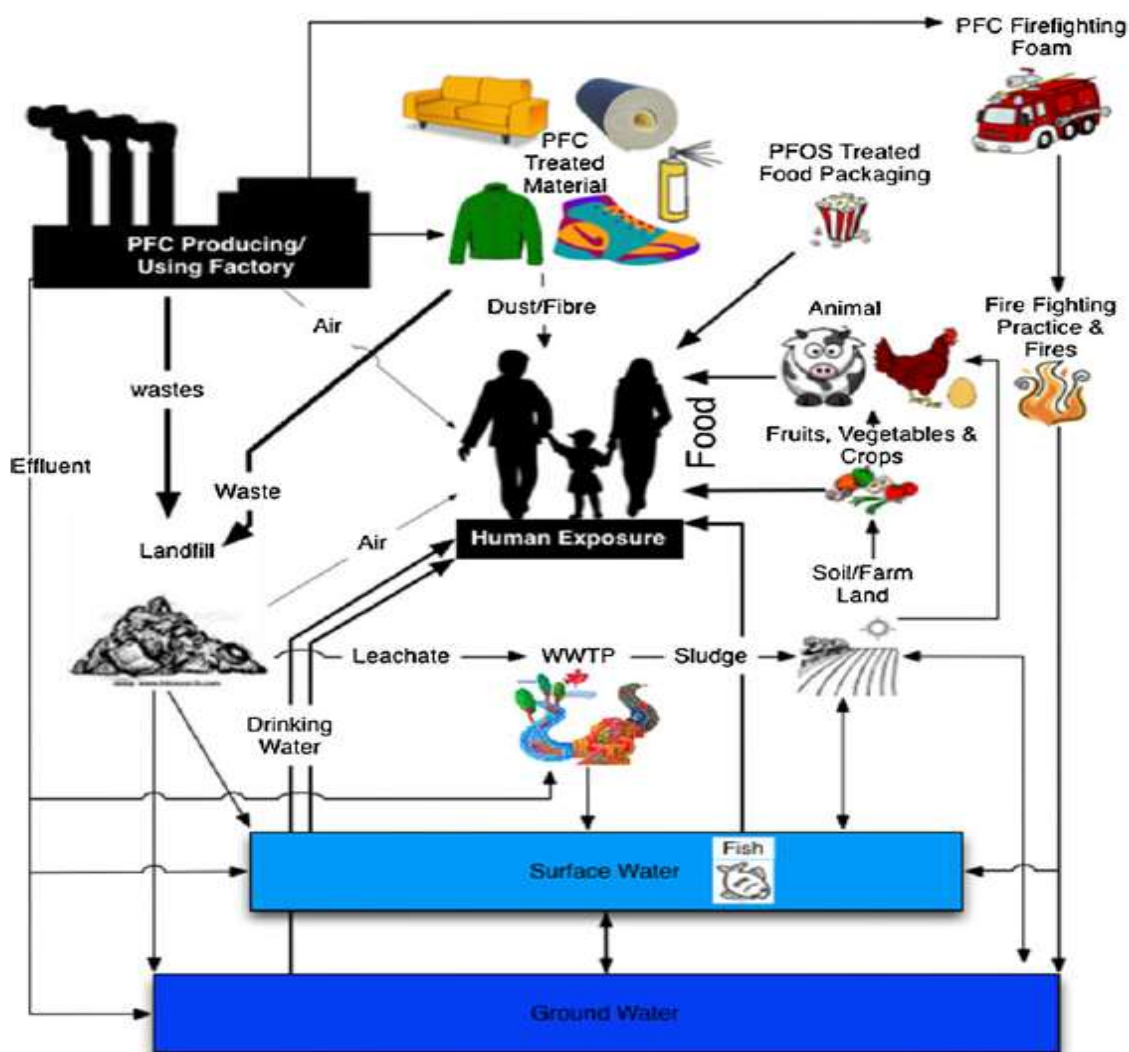 PFC Firefighting
Foam
PFC
Treated
Material
PFOS Treated
Food Packaging
PFC Producing/
Using Factory
Dust/Fibre
Animal
Fire Fighting
Practice &
Fires
Air
wastes
Food
Fruits, Vegetables &
Crops
Effluent
Waste
Landfill
Air
Human Exposure
Soil/Farm
Land
Leachate
WWTP
Sludge
Drinking
Water
Fish
Surface Water
Ground Water